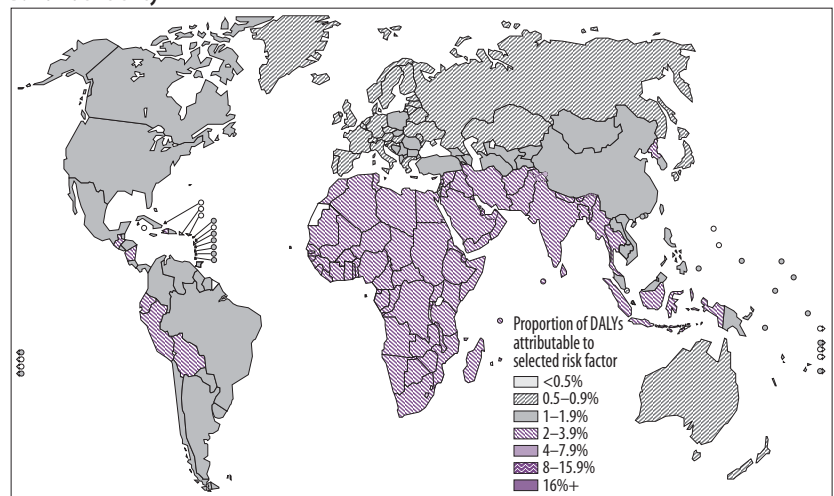 Proportion of DALYs
attributable to
selected risk factor
<0.5%
0.5–0.9%
1–1.9%
2–3.9%
4–7.9%
8–15.9%
16%+